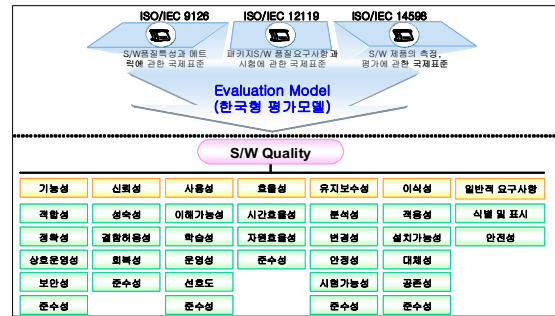 ISO/IEC 9126 ISO/IEC 12119 ISO/IEC 14598
S/W품질특성과 메트릭에 관한 국제표준
패키지S/W 품질요구사항과 시험에 관한 국제표준
S/W 제품의 측정, 평가에 관한 국제표준
Evaluation Model
(한국형 평가모델)
S/W Quality
기능성 신뢰성 사용성 효율성 유지보수성 이식성 일반적 요구사항
적합성 성숙성 이해가능성 시간효율성 분석성 적용성 식별 및 표시
정확성 결함허용성 학습성 자원효율성 변경성 설치가능성 안전성
상호운영성 회복성 운영성 준수성 안정성 대체성
보안성 준수성 선호도 시험가능성 공존성
준수성 준수성 준수성 준수성